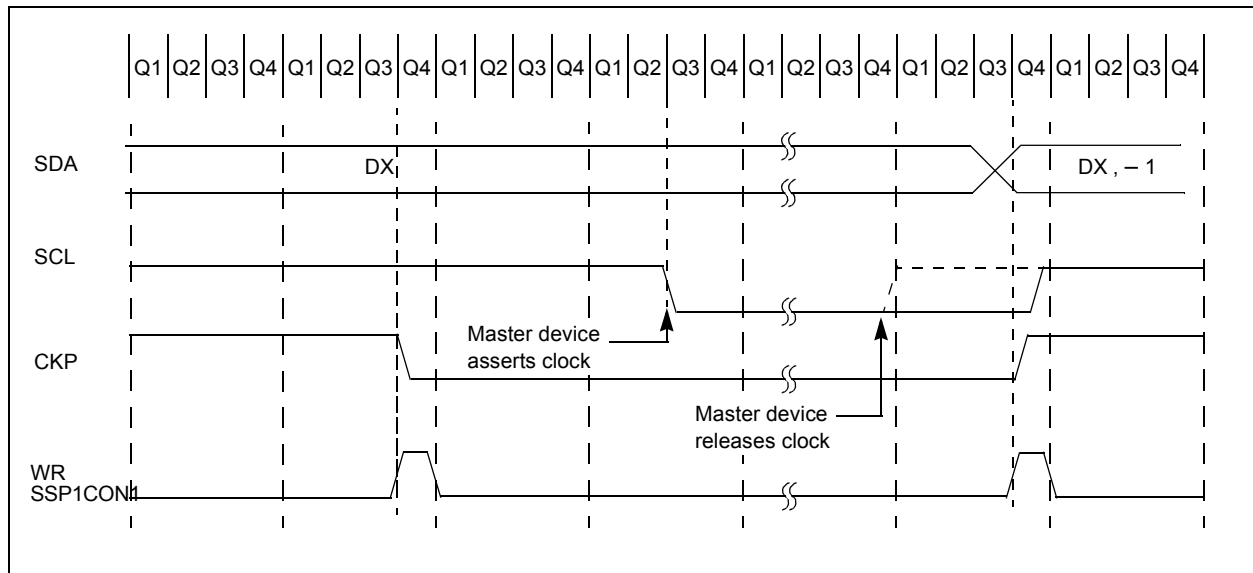 Q1 Q2 Q3 Q4 Q1 Q2 Q3 Q4 Q1 Q2 Q3 Q4 Q1 Q2 Q3 Q4 Q1 Q2 Q3 Q4 Q1 Q2 Q3 Q4 Q1 Q2 Q3 Q4
SDA
DX
DX , – 1
SCL
Master device
asserts clock
CKP
Master device
releases clock
WR
SSP1CON1